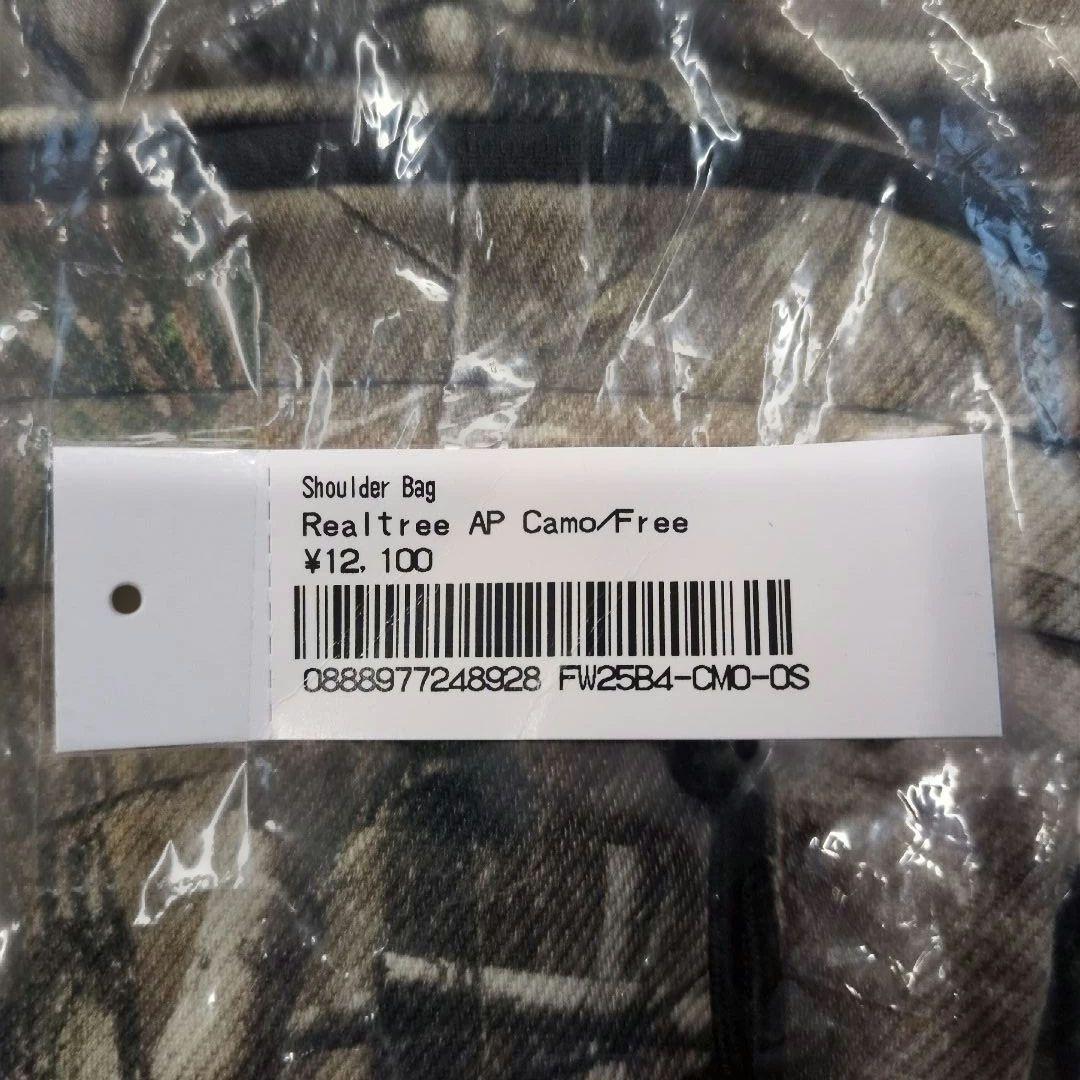 Shoulder Bag
Realtree AP Camo/Free
¥12,100
0888977248928 FW25B4-CMO-OS